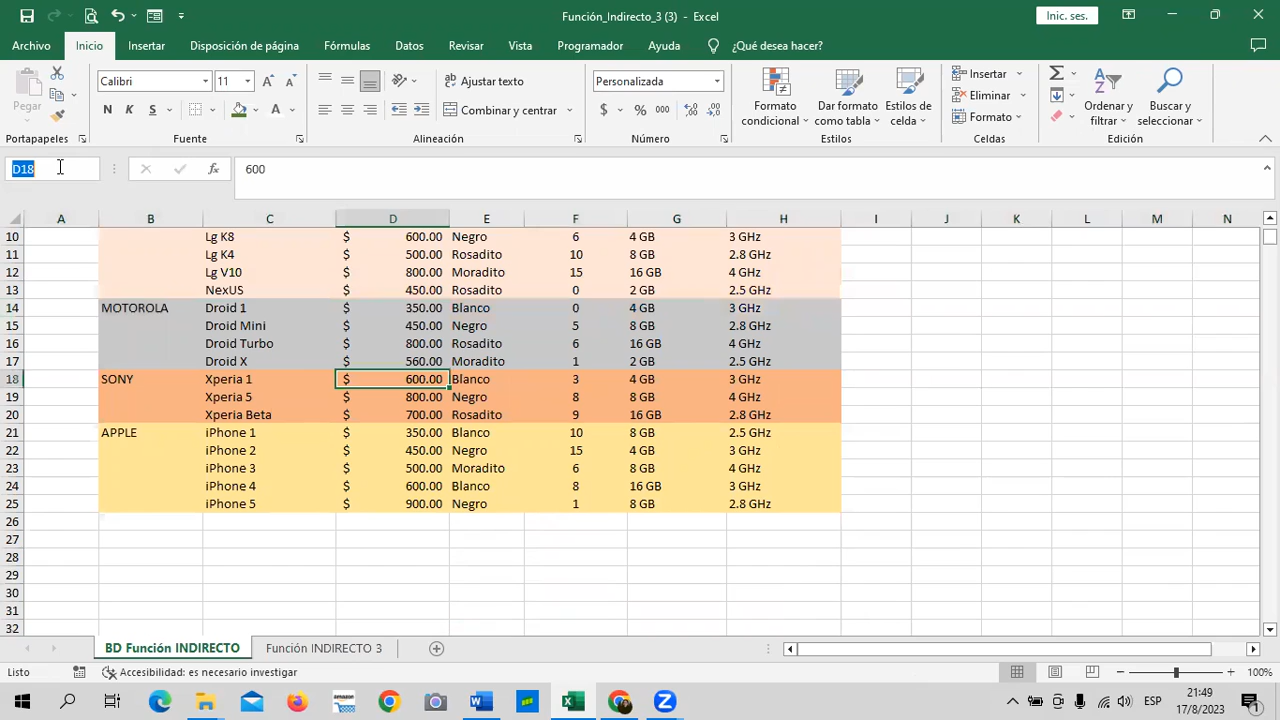 Función_Indirecto_3 (3) - Excel
Inic. ses.
Archivo Inicio Insertar Disposición de página Fórmulas Datos Revisar Vista Programador Ayuda ¿Qué desea hacer?
Pegar
Calibri 11
N K S
Ajustar texto
Combinar y centrar
Personalizada
$ % 000
Formato condicional
Dar formato como tabla
Estilos de celda
Insertar
Eliminar
Formato
Ordenar y filtrar
Buscar y seleccionar
Portapapeles Fuente Alineación Número Estilos Celdas Edición
D18 fx 600
A B C D E F G H I J K L M N
10 Lg K8 $ 600.00 Negro 6 4 GB 3 GHz
11 Lg K4 $ 500.00 Rosadito 10 8 GB 2.8 GHz
12 Lg V10 $ 800.00 Moradito 15 16 GB 4 GHz
13 NexUS $ 450.00 Rosadito 0 2 GB 2.5 GHz
14 MOTOROLA Droid 1 $ 350.00 Blanco 0 4 GB 3 GHz
15 Droid Mini $ 450.00 Negro 5 8 GB 2.8 GHz
16 Droid Turbo $ 800.00 Rosadito 6 16 GB 4 GHz
17 Droid X $ 560.00 Moradito 1 2 GB 2.5 GHz
18 SONY Xperia 1 $ 600.00 Blanco 3 4 GB 3 GHz
19 Xperia 5 $ 800.00 Negro 8 8 GB 4 GHz
20 Xperia Beta $ 700.00 Rosadito 9 16 GB 2.8 GHz
21 APPLE iPhone 1 $ 350.00 Blanco 10 8 GB 2.5 GHz
22 iPhone 2 $ 450.00 Negro 15 4 GB 3 GHz
23 iPhone 3 $ 500.00 Moradito 6 8 GB 4 GHz
24 iPhone 4 $ 600.00 Blanco 8 16 GB 3 GHz
25 iPhone 5 $ 900.00 Negro 1 8 GB 2.8 GHz
26
27
28
29
30
31
32
BD Función INDIRECTO Función INDIRECTO 3
Listo Accesibilidad: es necesario investigar 100%
ESP
21:49
17/8/2023